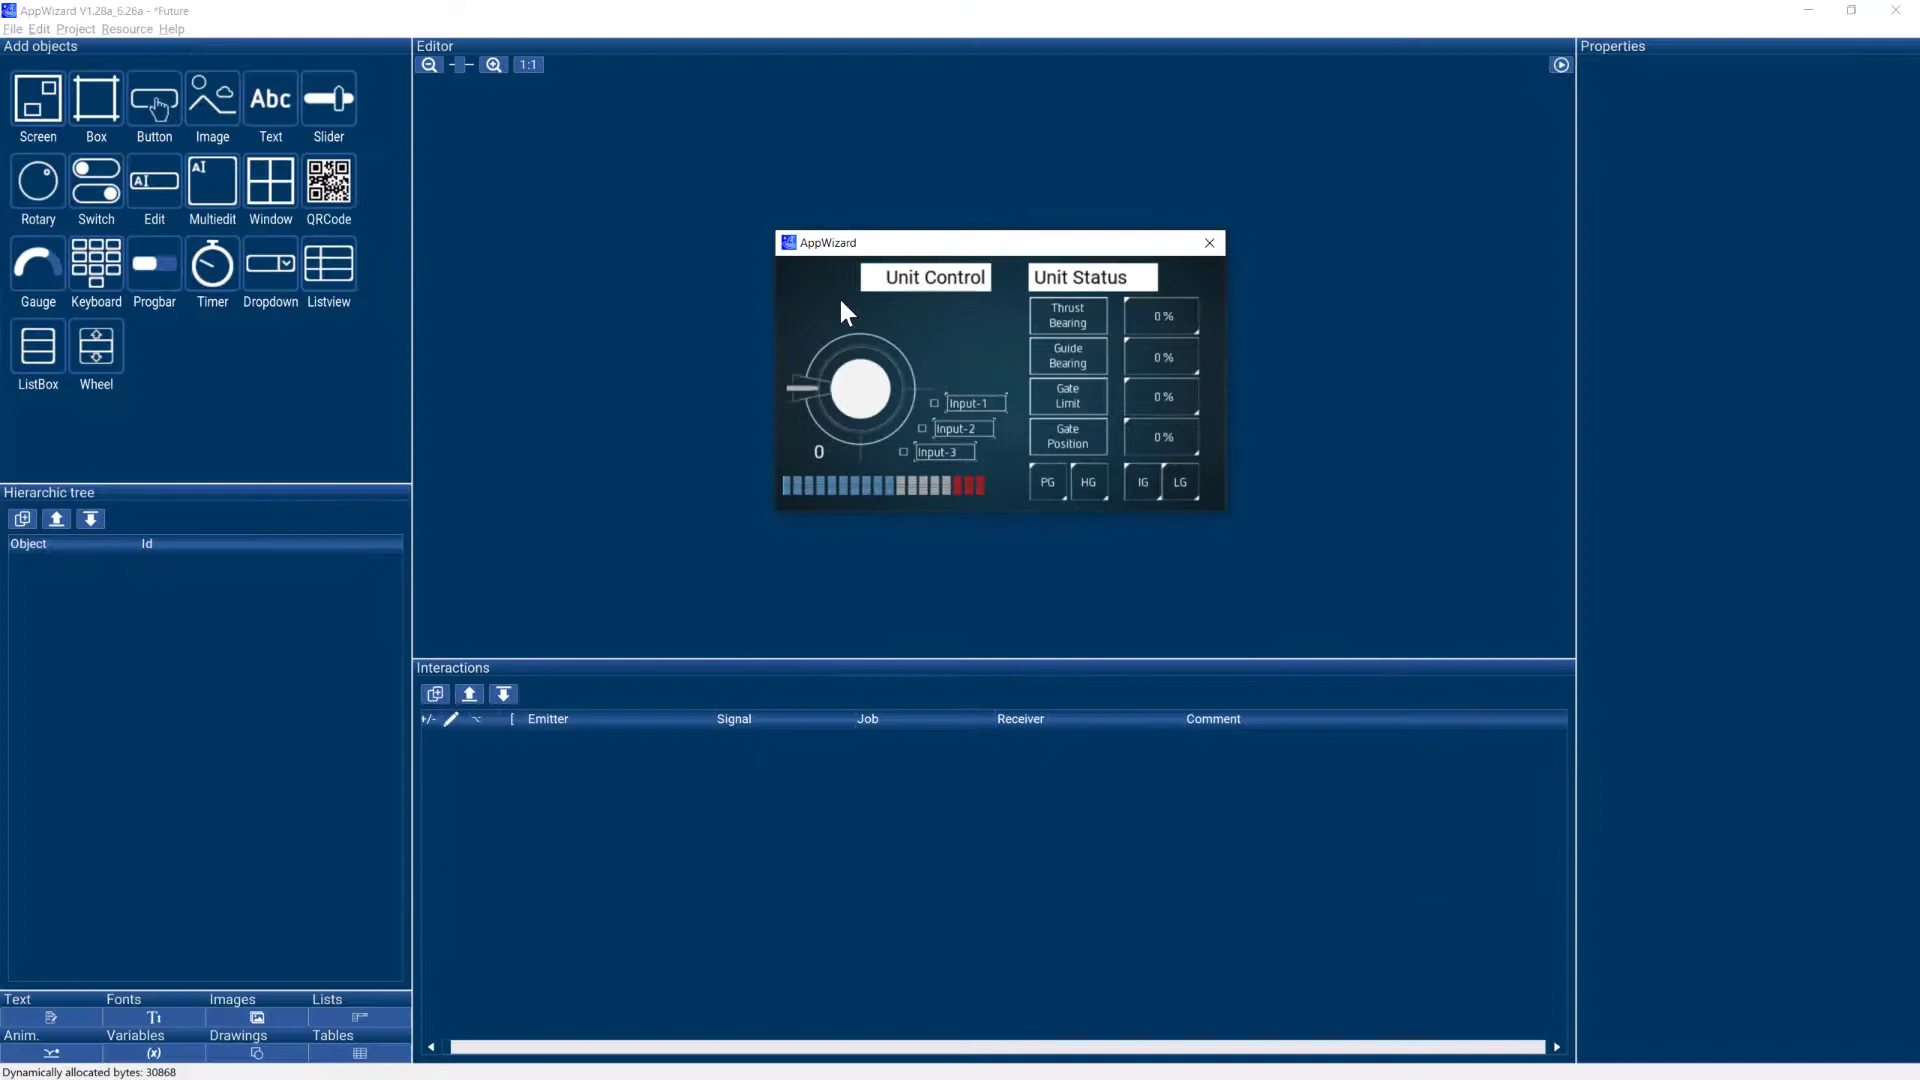 AppWizard V1.28a_6.26a - *Future
File Edit Project Resource Help
Add objects
Editor
Properties
1:1
Abc
Screen Box Button Image Text Slider
AI AI
Rotary Switch Edit Multiedit Window QRCode
Gauge Keyboard Progbar Timer Dropdown Listview
ListBox Wheel
AppWizard
Unit Control Unit Status
Thrust
Bearing
0 %
Guide
Bearing
0 %
Gate
Limit
0 %
Gate
Position
0 %
Input-1
Input-2
Input-3
0
PG HG IG LG
Hierarchic tree
Object Id
Interactions
+/- [ Emitter Signal Job Receiver Comment
Text Fonts Images Lists
Anim. Variables Drawings Tables
(x)
Dynamically allocated bytes: 30868